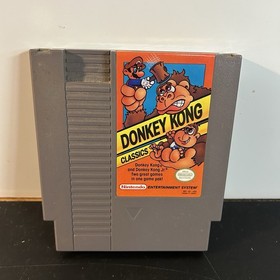 DONKEY KONG
CLASSICS
Donkey Kong
and Donkey Kong Jr.
Two great games
in one game pak!
Nintendo ENTERTAINMENT SYSTEM